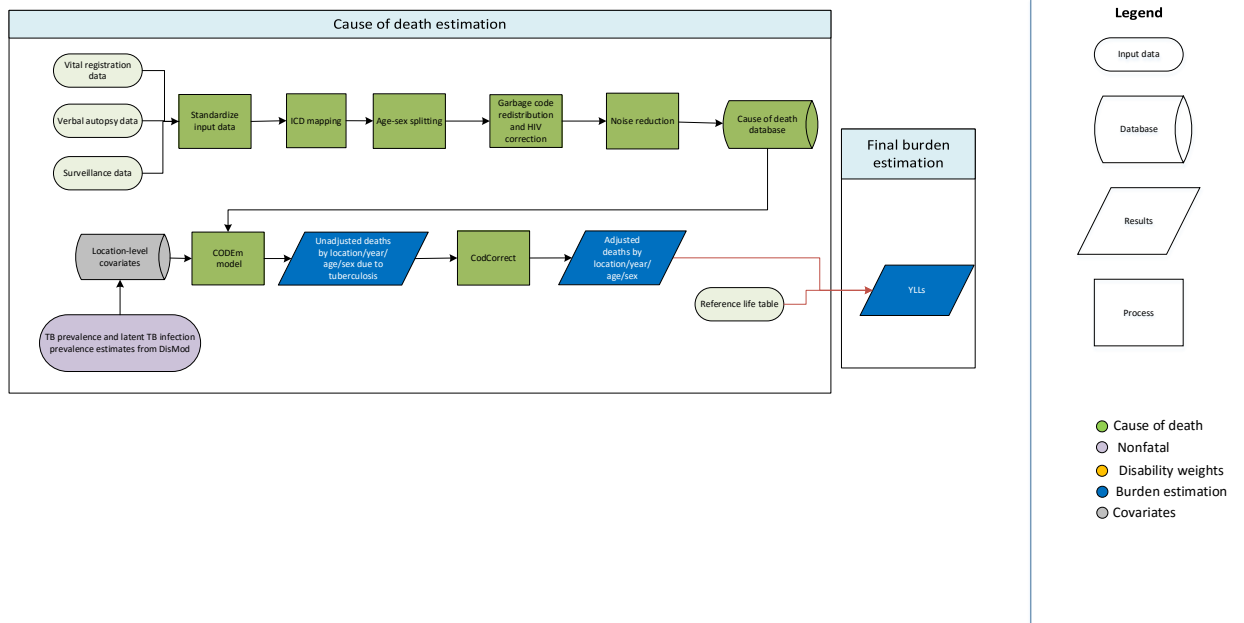 Cause of death estimation
Vital registration
data
Verbal autopsy data
Surveillance data
Standardize
input data
ICD mapping
Age-sex splitting
Garbage code
redistribution
and HIV
correction
Noise reduction
Cause of death
database
Location-level
covariates
CODEm
model
Unadjusted deaths
by location/year/
age/sex due to
tuberculosis
CodCorrect
Adjusted
deaths by
location/year/
age/sex
Reference life table
TB prevalence and latent TB infection
prevalence estimates from DisMod
Final burden
estimation
YLLs
Legend
Input data
Database
Results
Process
Cause of death
Nonfatal
Disability weights
Burden estimation
Covariates